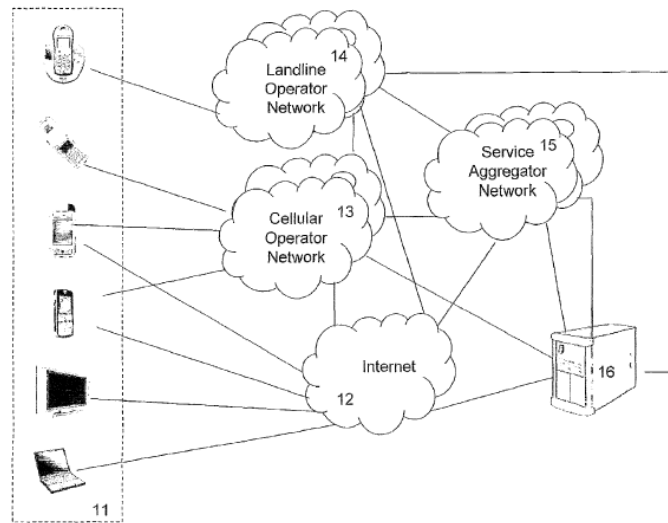 14
Landline
Operator
Network
15
Service
Aggregator
Network
13
Cellular
Operator
Network
Internet
12
16
11